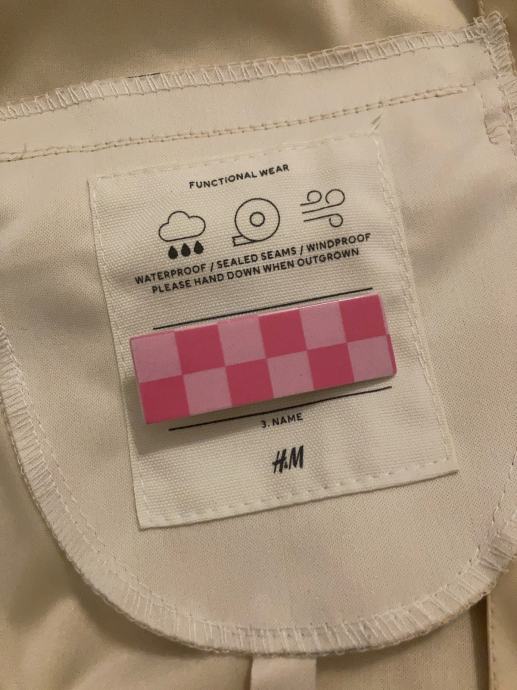 FUNCTIONAL WEAR
WATERPROOF / SEALED SEAMS / WINDPROOF
PLEASE HAND DOWN WHEN OUTGROWN
3. NAME
H&M